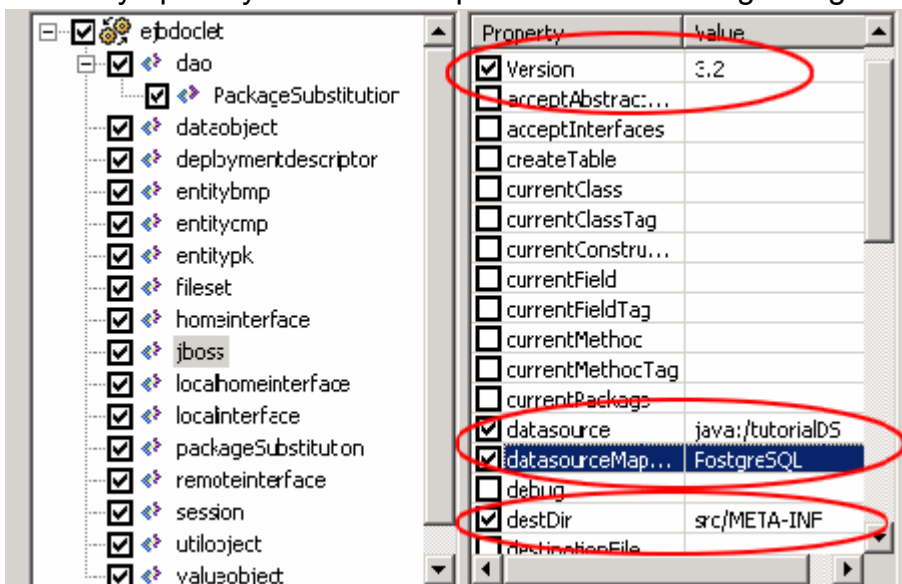 ejbdoclet
dao
PackageSubstitution
dataobject
deploymentdescriptor
entitybmp
entitycmp
entitypk
fileset
homeinterface
jboss
localhomeinterface
localinterface
packageSubstitution
remoteinterface
session
utilobject
valueobject
Property Value
Version 3.2
acceptAbstract...
acceptInterfaces
createTable
currentClass
currentClassTag
currentConstru...
currentField
currentFieldTag
currentMethod
currentMethodTag
currentPackage
datasource java:/tutorialDS
datasourceMap... PostgreSQL
debug
destDir src/META-INF
destinationFile